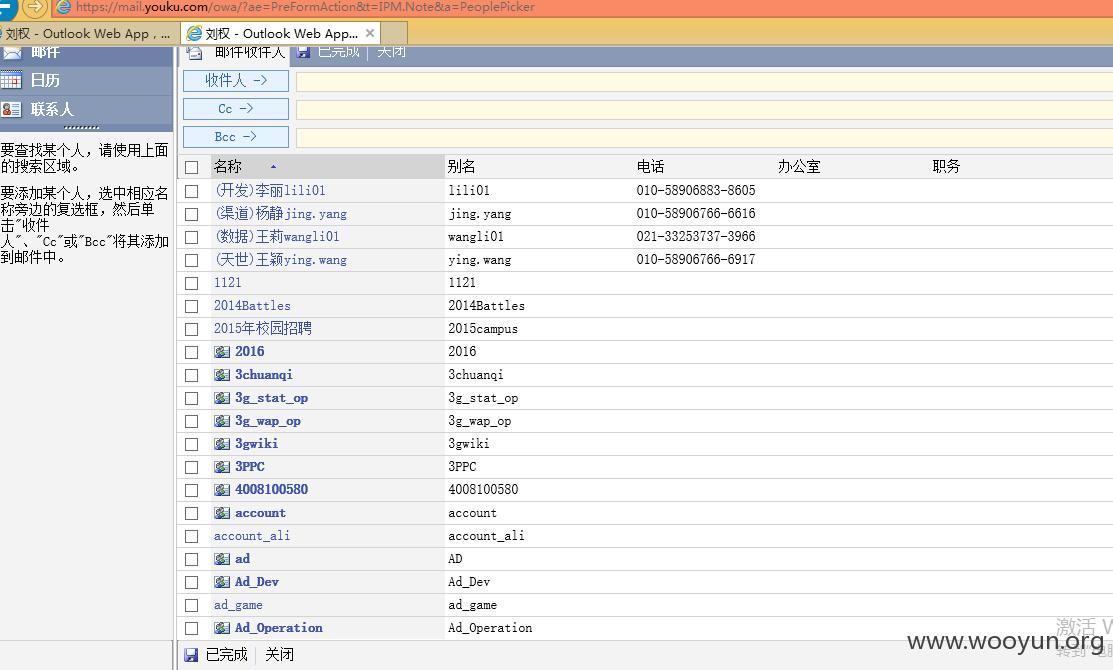 https://mail.youku.com/owa/?ae=PreFormAction&t=IPM.Note&a=PeoplePicker
刘权 - Outlook Web App , ...
刘权 - Outlook Web App...
邮件
日历
联系人
要查找某个人，请使用上面
的搜索区域。
要添加某个人，选中相应名
称旁边的复选框，然后单
击"收件
人"、"Cc"或"Bcc"将其添加
到邮件中。
邮件收件人 已完成 关闭
收件人 ->
Cc ->
Bcc ->
名称 别名 电话 办公室 职务
(开发)李丽lili01 lili01 010-58906883-8605
(渠道)杨静jing.yang jing.yang 010-58906766-6616
(数据)王莉wangli01 wangli01 021-33253737-3966
(天世)王颖ying.wang ying.wang 010-58906766-6917
1121 1121
2014Battles 2014Battles
2015年校园招聘 2015campus
2016 2016
3chuanqi 3chuanqi
3g_stat_op 3g_stat_op
3g_wap_op 3g_wap_op
3gwiki 3gwiki
3PPC 3PPC
4008100580 4008100580
account account
account_ali account_ali
ad AD
Ad_Dev Ad_Dev
ad_game ad_game
Ad_Operation Ad_Operation
已完成 关闭
激活 W
www.wooyun.org
转到"电脑